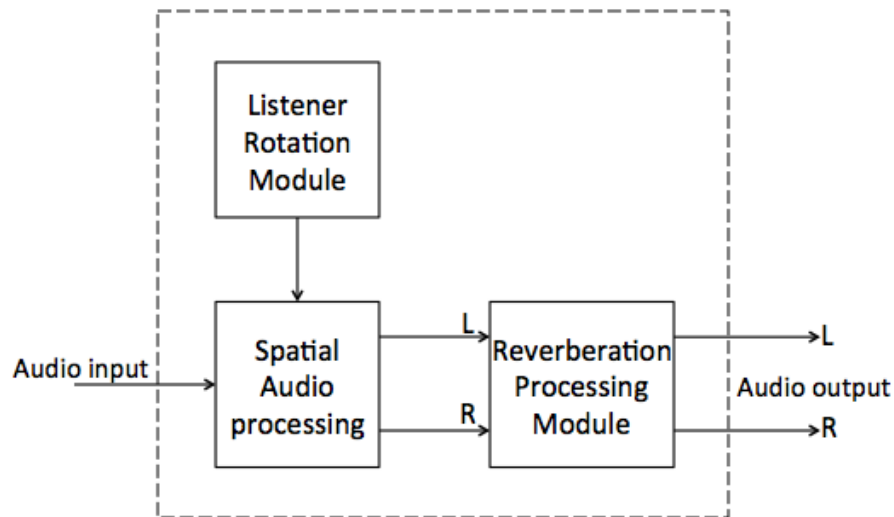 Listener
Rotation
Module
Audio input
Spatial
Audio
processing
L
R
Reverberation
Processing
Module
L
Audio output
R